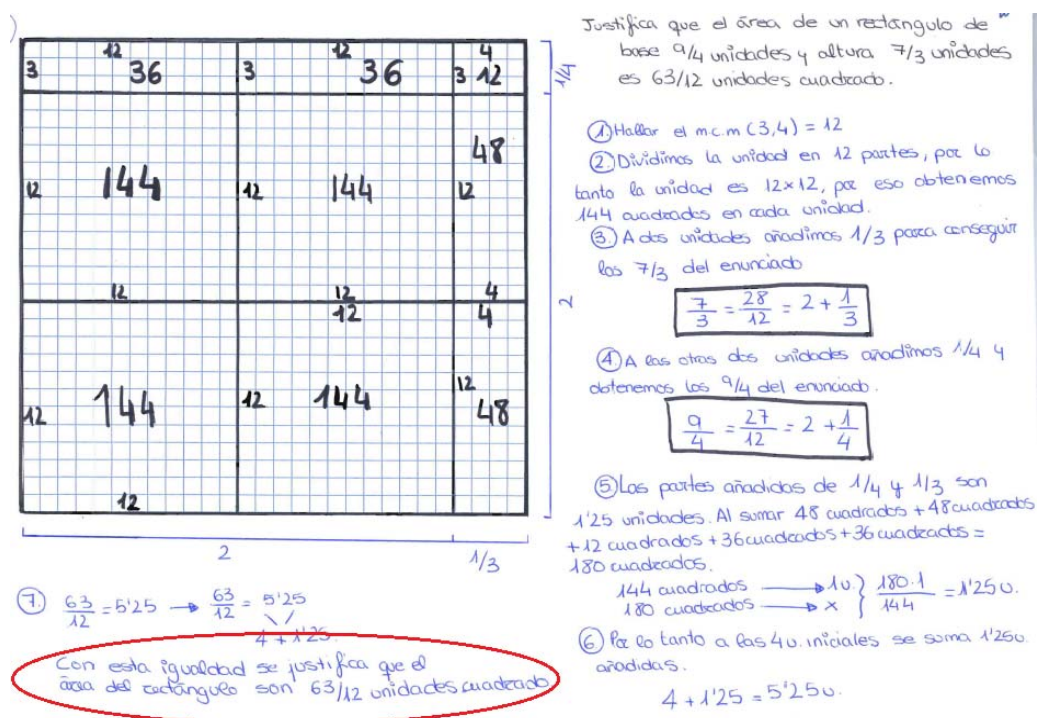 )
12 12 4
3 36 3 36 3 12 1/4
48
12 144 12 144 12
12 12 4
12 4
2
12
12 144 12 144 48
12
2 1/3
Justifica que el área de un rectángulo de
base 9/4 unidades y altura 7/3 unidades
es 63/12 unidades cuadrado.
① Hallar el m.c.m (3,4) = 12
② Dividimos la unidad en 12 partes, por lo
tanto la unidad es 12x12, por eso obtenemos
144 cuadrados en cada unidad.
③ A dos unidades añadimos 1/3 para conseguir
los 7/3 del enunciado
7/3 = 28/12 = 2 + 1/3
④ A las otras dos unidades añadimos 1/4 y
obtenemos los 9/4 del enunciado.
9/4 = 27/12 = 2 + 1/4
⑤ Las partes añadidas de 1/4 y 1/3 son
1'25 unidades. Al sumar 48 cuadrados + 48 cuadrados
+ 12 cuadrados + 36 cuadrados + 36 cuadrados =
180 cuadrados.
144 cuadrados → 1u. } 180.1/144 = 1'25u.
180 cuadrados → x
⑥ Por lo tanto a las 4u. iniciales se suma 1'25u.
añadidas.
4 + 1'25 = 5'25u.
⑦ 63/12 = 5'25 → 63/12 = 5'25
4 + 1'25
Con esta igualdad se justifica que el
área del rectángulo son 63/12 unidades cuadrado